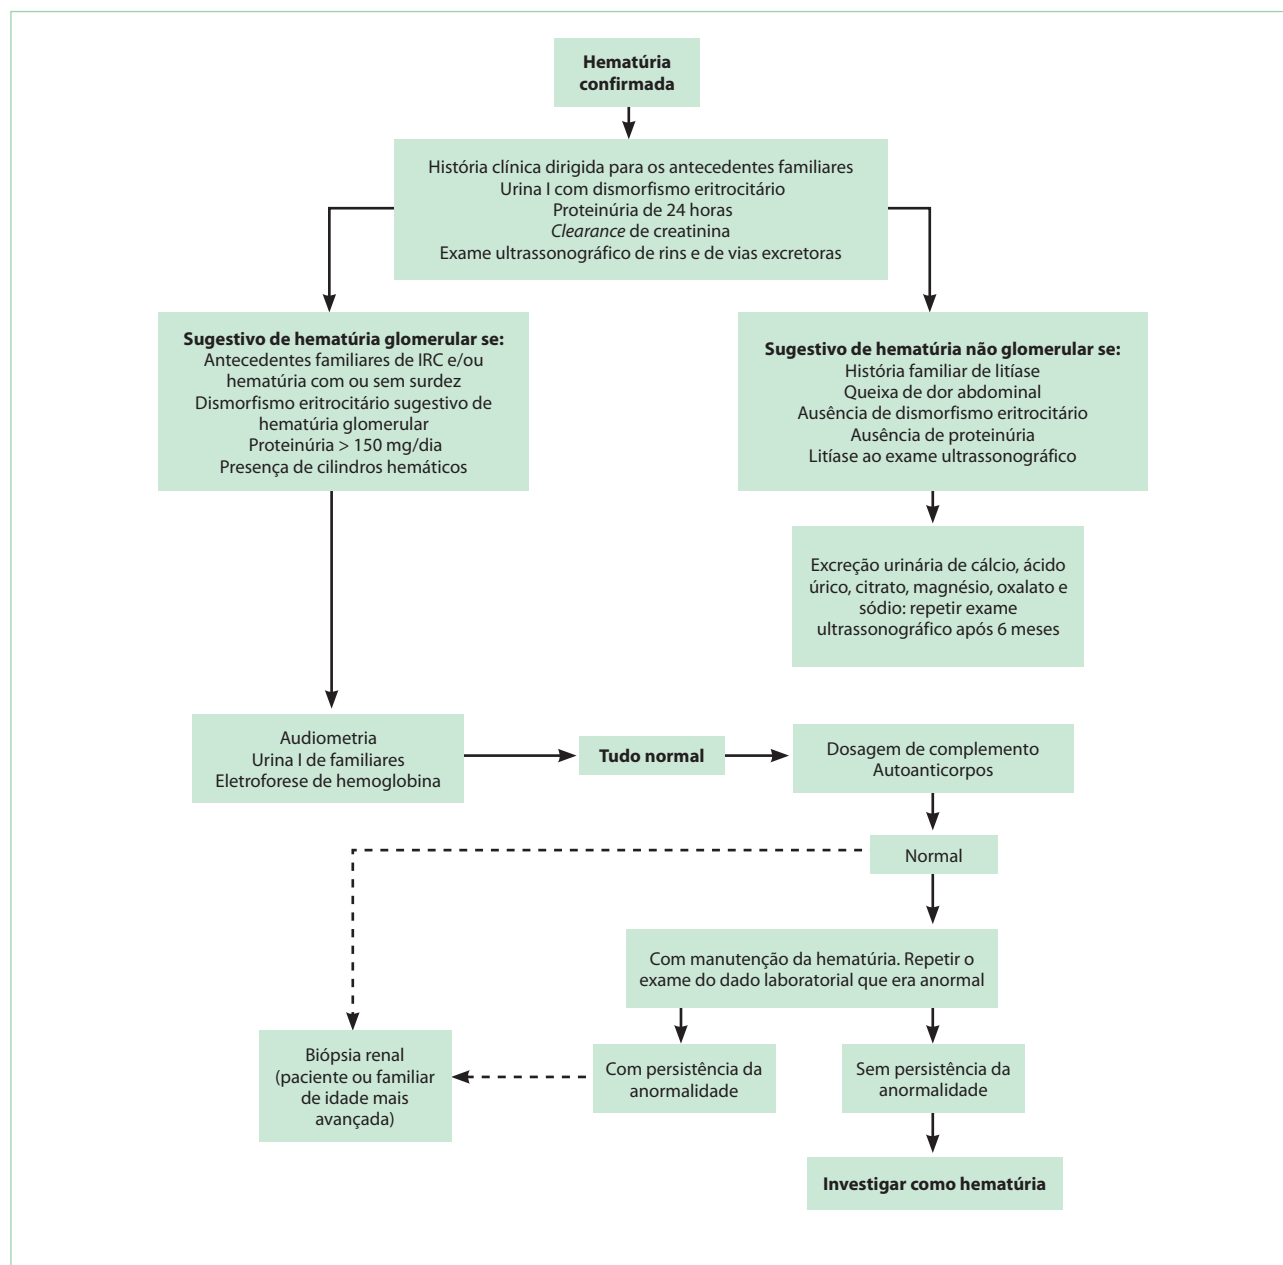 Hematúria
confirmada
História clínica dirigida para os antecedentes familiares
Urina I com dismorfismo eritrocitário
Proteinúria de 24 horas
Clearance de creatinina
Exame ultrassonográfico de rins e de vias excretoras
Sugestivo de hematúria glomerular se:
Antecedentes familiares de IRC e/ou
hematúria com ou sem surdez
Dismorfismo eritrocitário sugestivo de
hematúria glomerular
Proteinúria > 150 mg/dia
Presença de cilindros hemáticos
Sugestivo de hematúria não glomerular se:
História familiar de litíase
Queixa de dor abdominal
Ausência de dismorfismo eritrocitário
Ausência de proteinúria
Litíase ao exame ultrassonográfico
Excreção urinária de cálcio, ácido
úrico, citrato, magnésio, oxalato e
sódio: repetir exame
ultrassonográfico após 6 meses
Audiometria
Urina I de familiares
Eletroforese de hemoglobina
Tudo normal
Dosagem de complemento
Autoanticorpos
Normal
Com manutenção da hematúria. Repetir o
exame do dado laboratorial que era anormal
Biópsia renal
(paciente ou familiar
de idade mais
avançada)
Com persistência da
anormalidade
Sem persistência da
anormalidade
Investigar como hematúria